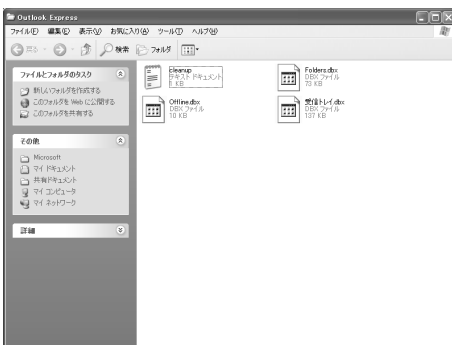 Outlook Express
ファイル(F) 編集(E) 表示(V) お気に入り(A) ツール(T) ヘルプ(H)
戻る 検索 フォルダ
ファイルとフォルダのタスク
新しいフォルダを作成する
このフォルダを Web に公開する
このフォルダを共有する
その他
Microsoft
マイ ドキュメント
共有ドキュメント
マイ コンピュータ
マイ ネットワーク
詳細
cleanup
テキスト ドキュメント
1 KB
Folders.dbx
DBX ファイル
73 KB
Offline.dbx
DBX ファイル
10 KB
受信トレイ.dbx
DBX ファイル
137 KB